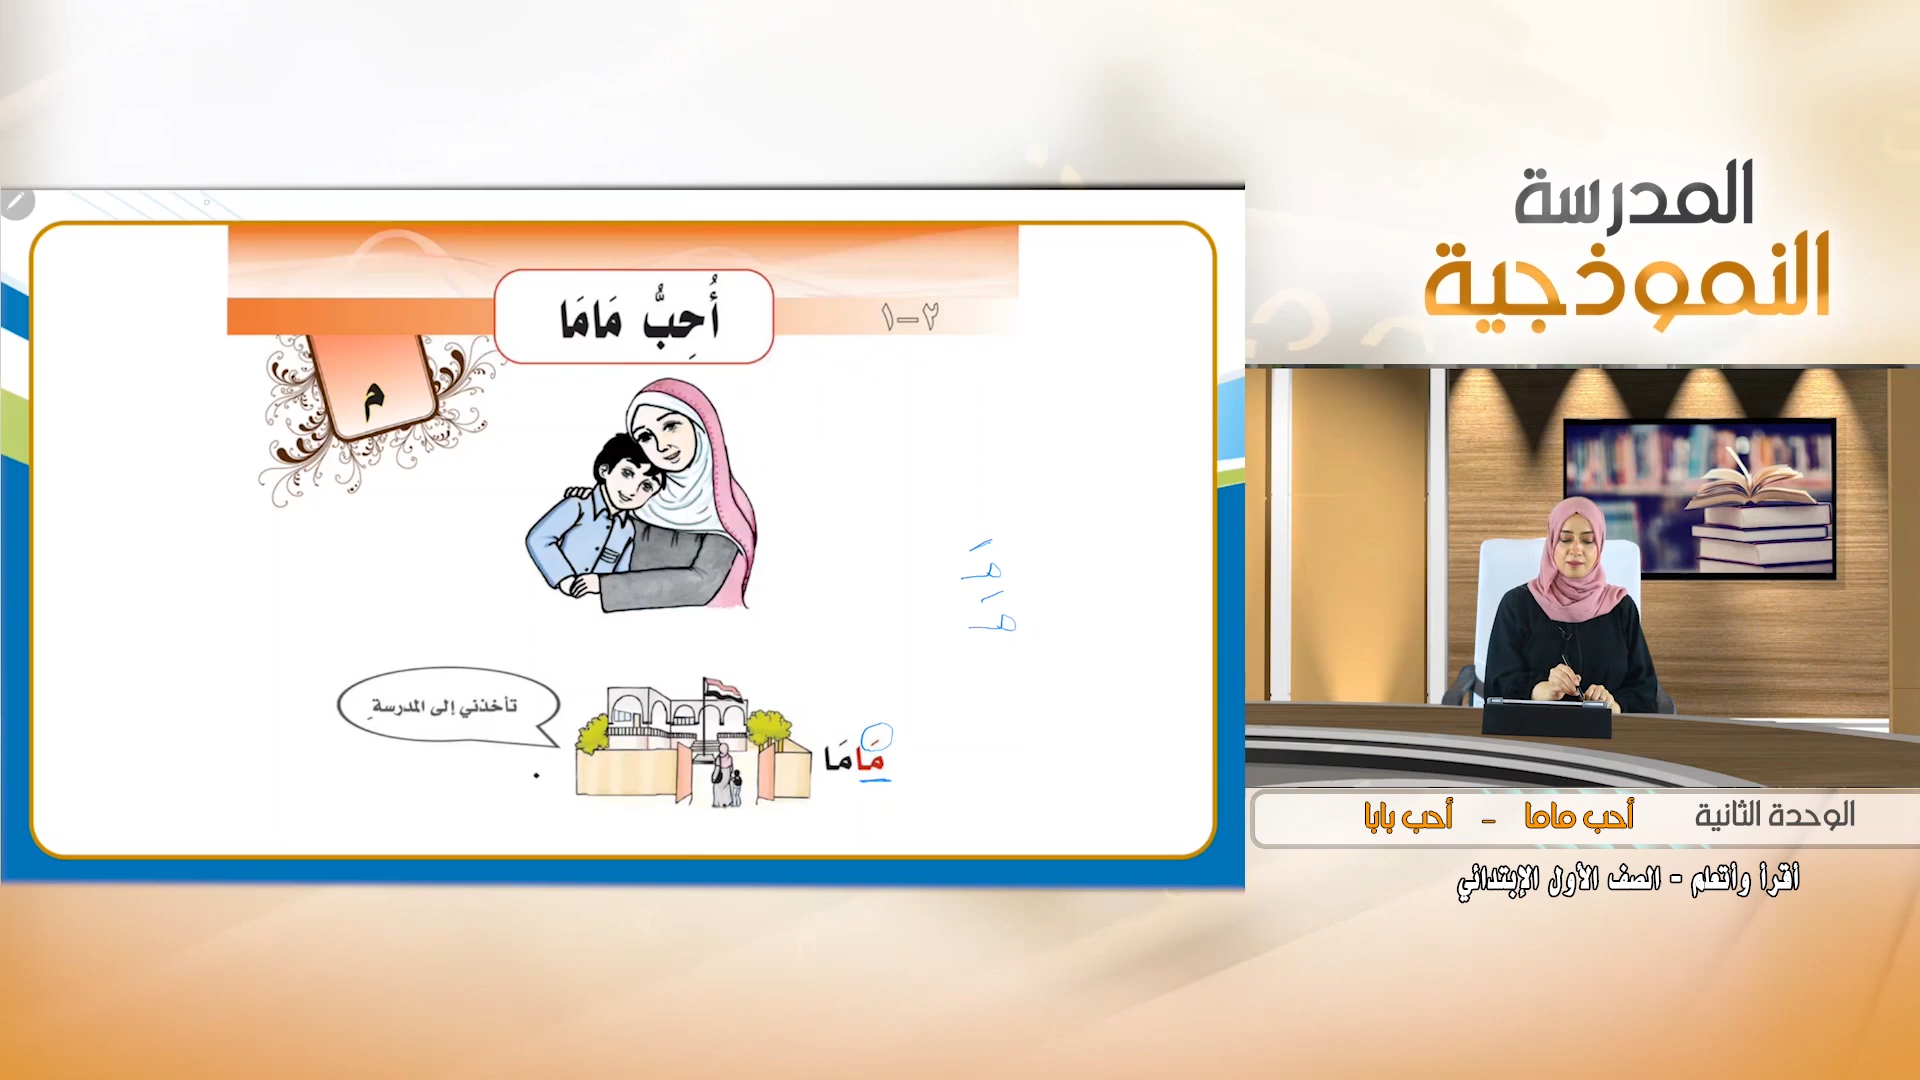 المدرسة
النموذجية
٢–١
أُحِبُّ مَامَا
م
تأخذني إلى المدرسةِ
مَامَا
الوحدة الثانية أحب ماما - أحب بابا
أقرأ وأتعلم - الصف الأول الإبتدائي